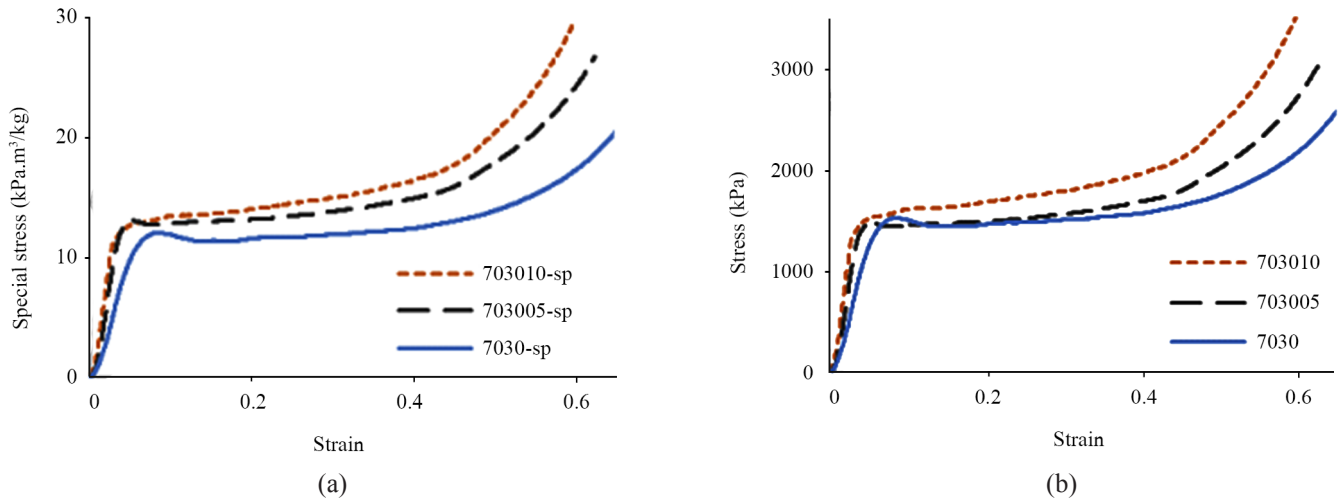 30
20
10
0
Special stress (kPa.m³/kg)
703010-sp
703005-sp
7030-sp
0
0.2
0.4
0.6
Strain
(a)
3000
2000
1000
0
Stress (kPa)
703010
703005
7030
0
0.2
0.4
0.6
Strain
(b)